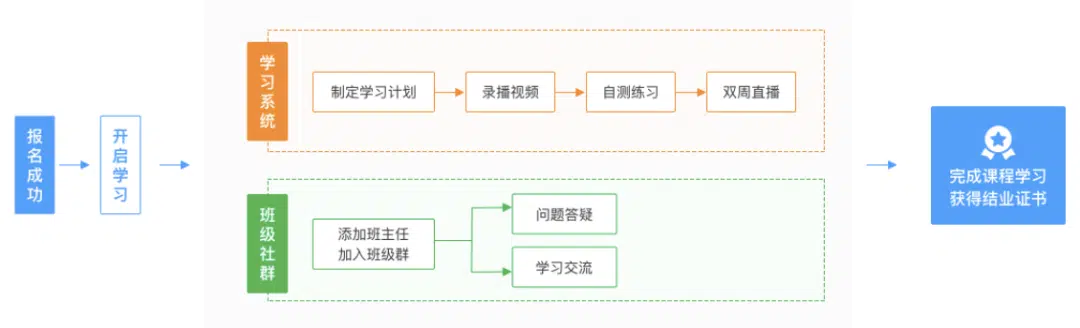 报名成功
开启学习
学习系统
制定学习计划
录播视频
自测练习
双周直播
班级社群
添加班主任
加入班级群
问题答疑
学习交流
完成课程学习
获得结业证书